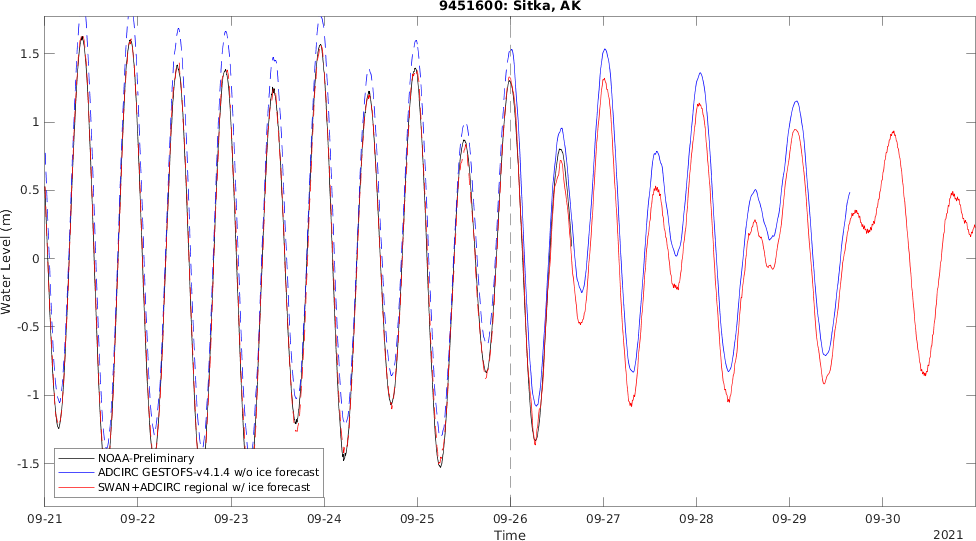 9451600: Sitka, AK
Water Level (m)
1.5
1
0.5
0
-0.5
-1
-1.5
NOAA-Preliminary
ADCIRC GESTOFS-v4.1.4 w/o ice forecast
SWAN+ADCIRC regional w/ ice forecast
09-21 09-22 09-23 09-24 09-25 09-26 09-27 09-28 09-29 09-30
Time
2021